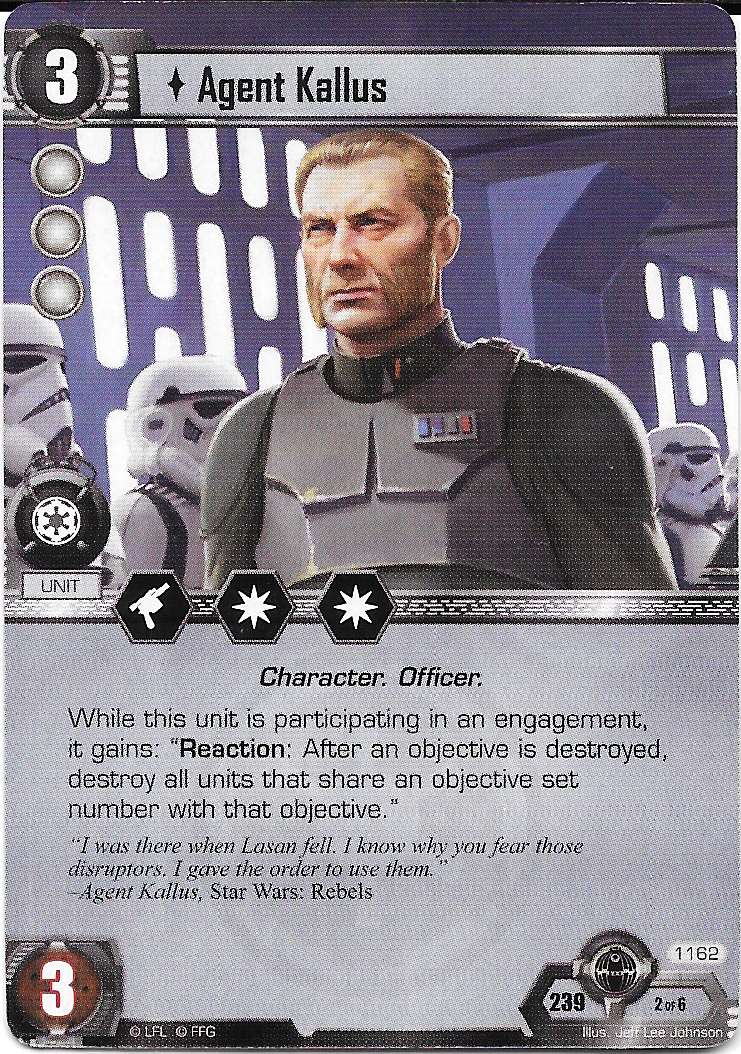 3
Agent Kallus
UNIT
Character. Officer.
While this unit is participating in an engagement,
it gains: “Reaction: After an objective is destroyed,
destroy all units that share an objective set
number with that objective.”
“I was there when Lasan fell. I know why you fear those
disruptors. I gave the order to use them.”
–Agent Kallus, Star Wars: Rebels
3
1162
239
2 OF 6
© LFL © FFG
Illus. Jeff Lee Johnson